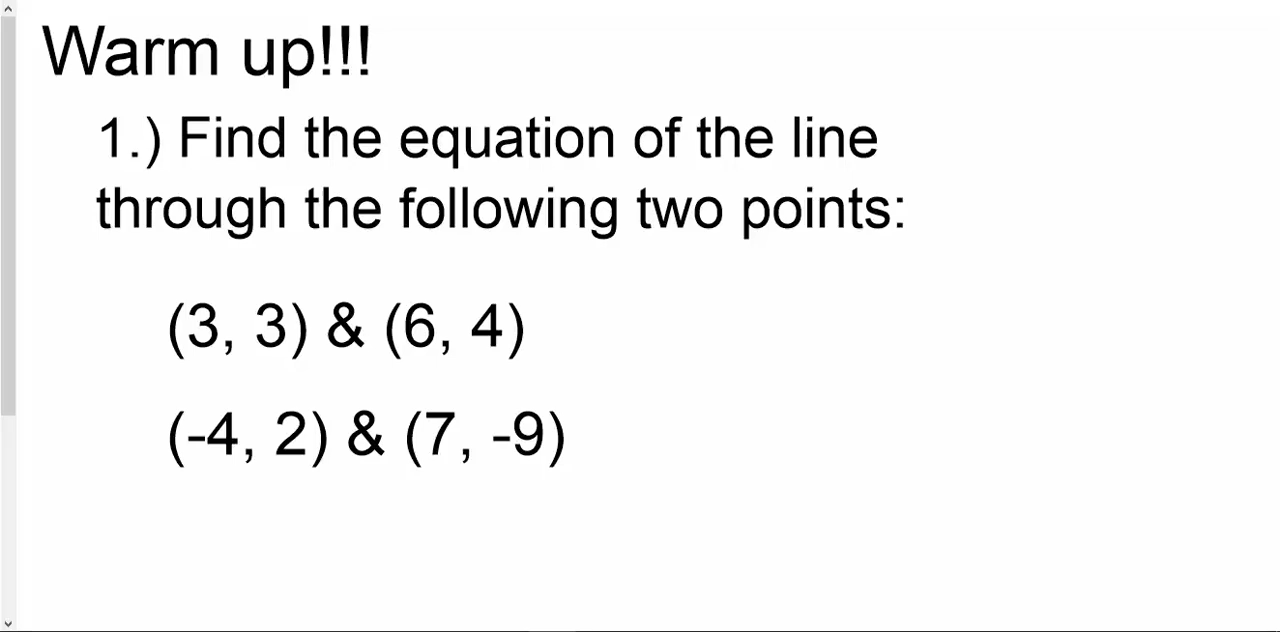 Warm up!!!
1.) Find the equation of the line
through the following two points:
(3, 3) & (6, 4)
(-4, 2) & (7, -9)